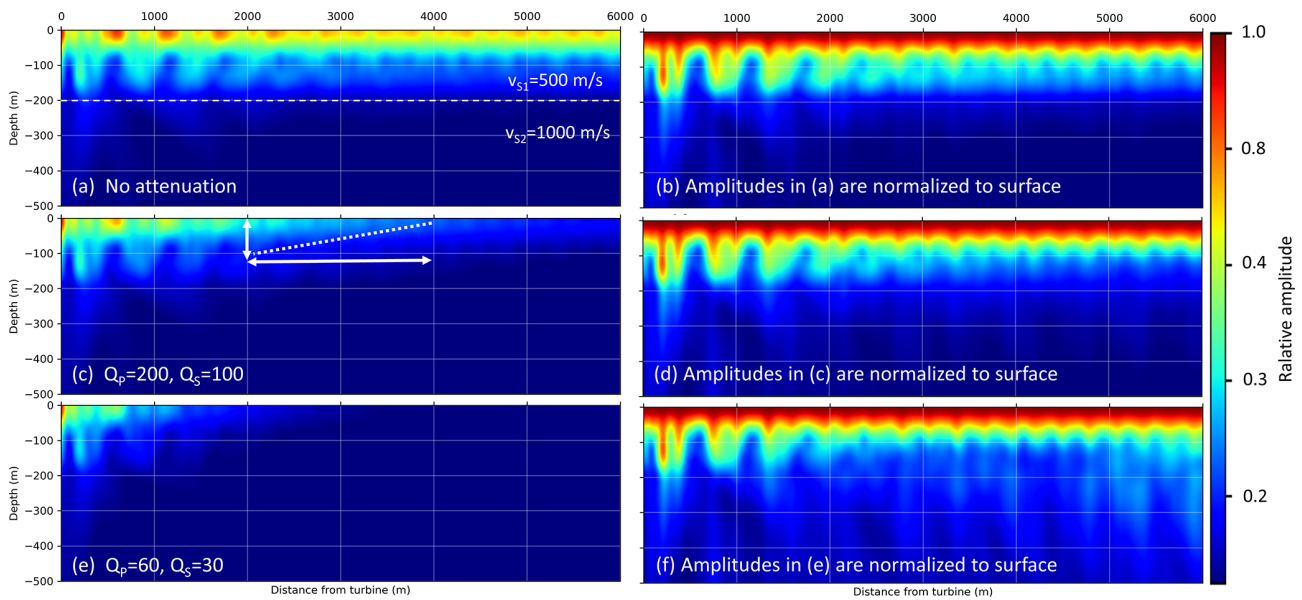 0 1000 2000 3000 4000 5000 6000
0 1000 2000 3000 4000 5000 6000
0
−100
−200
−300
−400
−500
Depth (m)
vS1=500 m/s
vS2=1000 m/s
(a) No attenuation
(b) Amplitudes in (a) are normalized to surface
0
−100
−200
−300
−400
−500
Depth (m)
(c) QP=200, QS=100
(d) Amplitudes in (c) are normalized to surface
0
−100
−200
−300
−400
−500
Depth (m)
(e) QP=60, QS=30
(f) Amplitudes in (e) are normalized to surface
Distance from turbine (m)
Distance from turbine (m)
1.0
0.8
0.4
0.3
0.2
Ralative amplitude